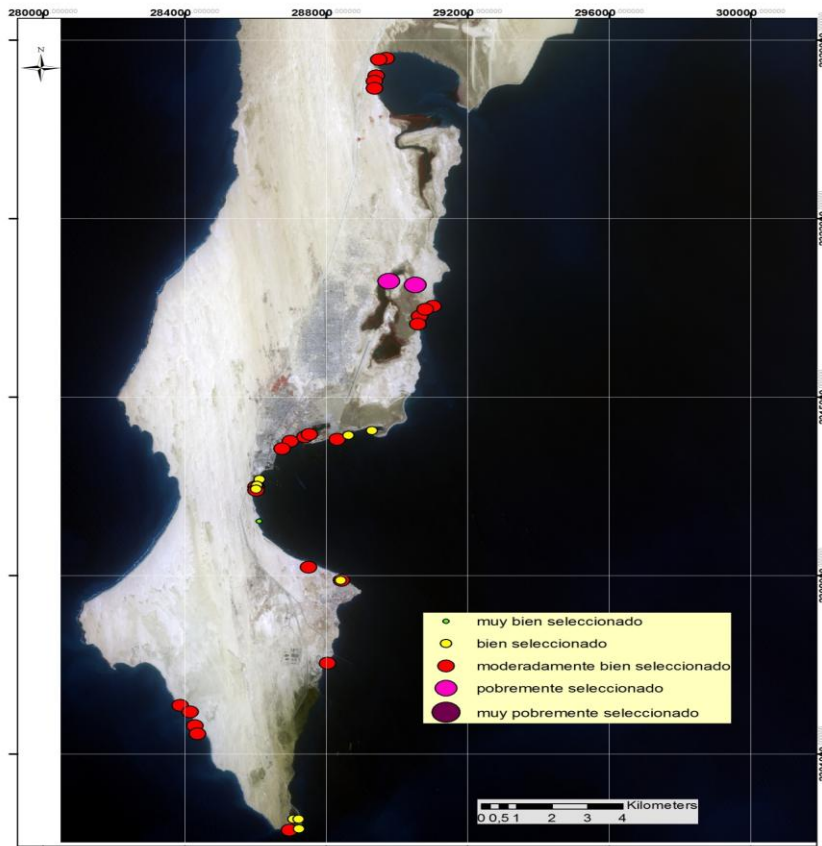 280000 284000 288000 292000 296000 300000
N
muy bien seleccionado
bien seleccionado
moderadamente bien seleccionado
pobremente seleccionado
muy pobremente seleccionado
Kilometers
0 0,5 1 2 3 4